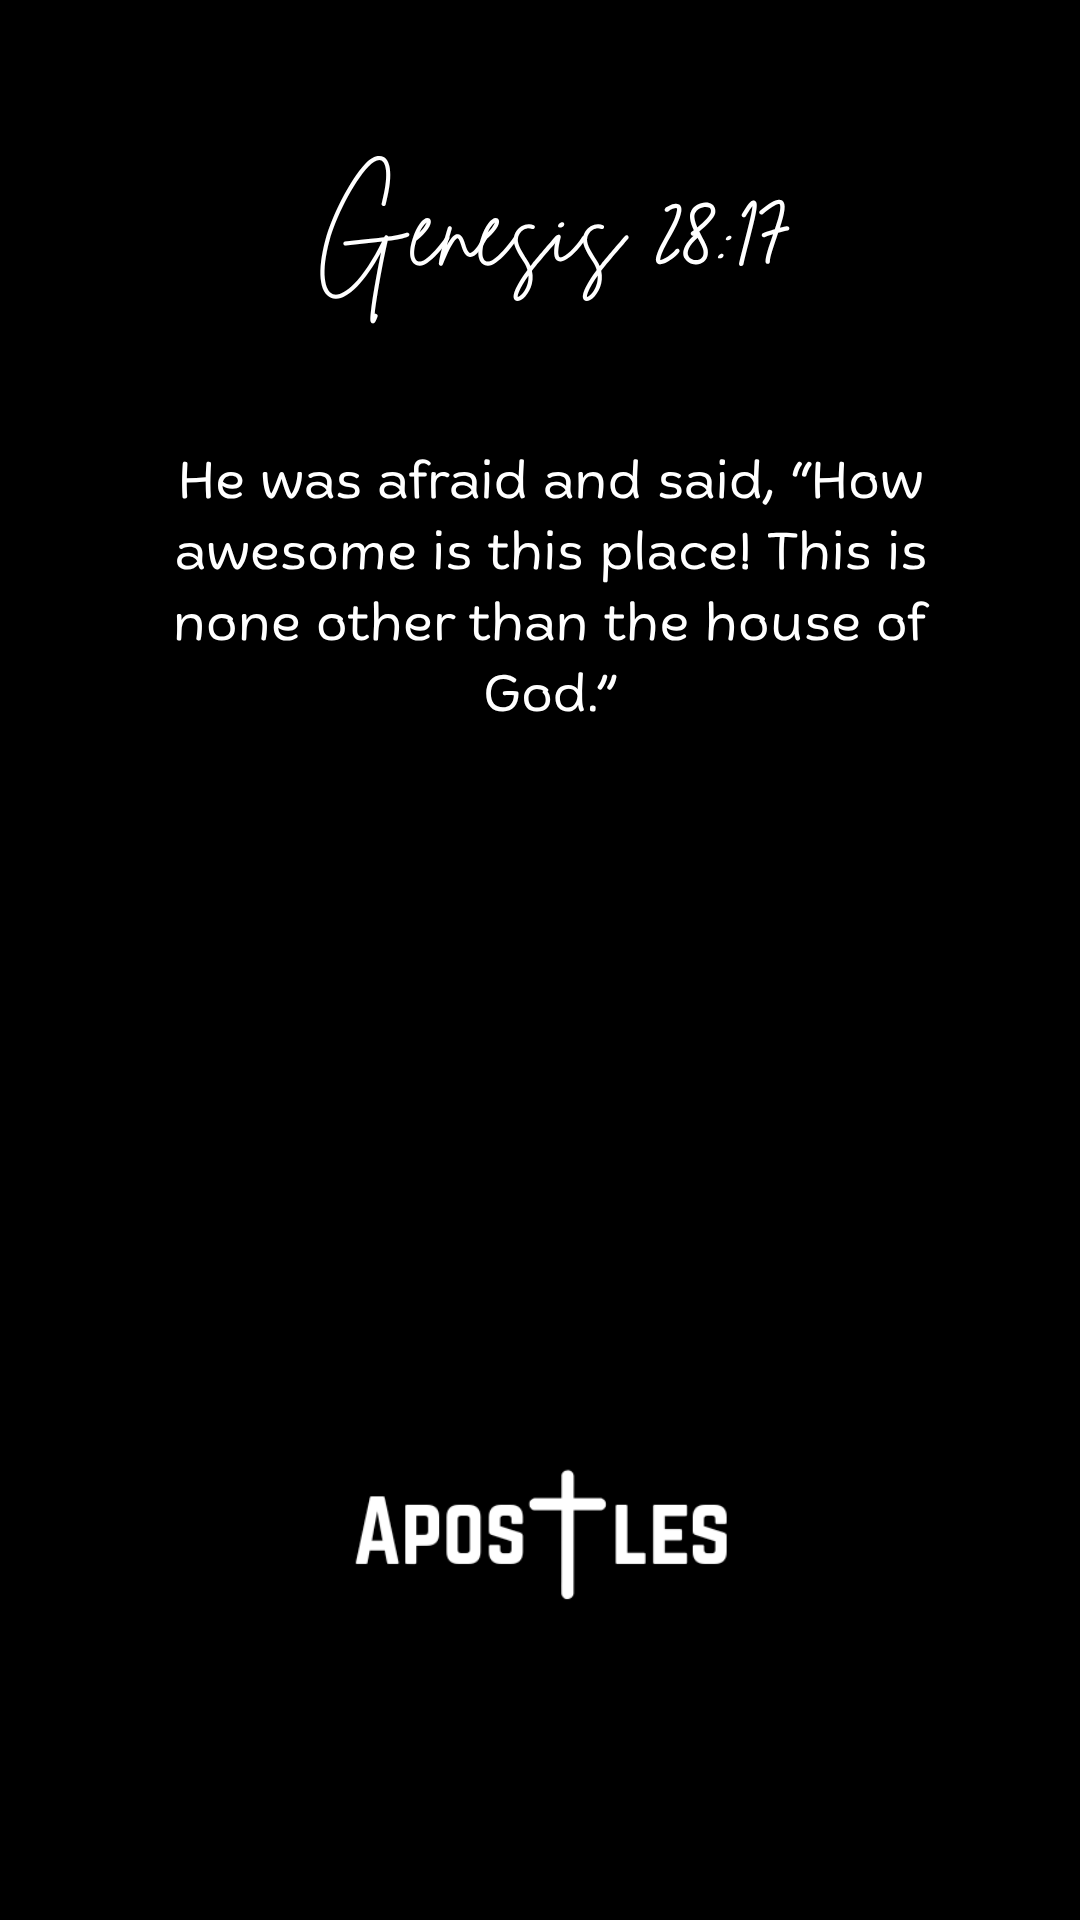 Genesis 28:17
He was afraid and said, “How
awesome is this place! This is
none other than the house of
God.”
APOSTLES